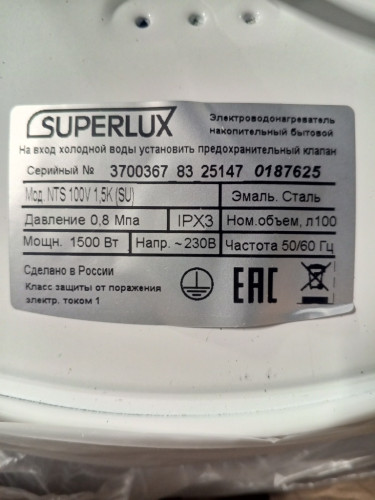 SUPERLUX
Электроводонагреватель
накопительный бытовой
На вход холодной воды установить предохранительный клапан
Серийный № 3700367 83 25147 0187625
Мод. NTS 100V 1,5K (SU) Эмаль. Сталь
Давление 0,8 Мпа IPX3 Ном.объем, л100
Мощн. 1500 Вт Напр. ~230В Частота 50/60 Гц
Сделано в России
Класс защиты от поражения
электр. током 1
EAC